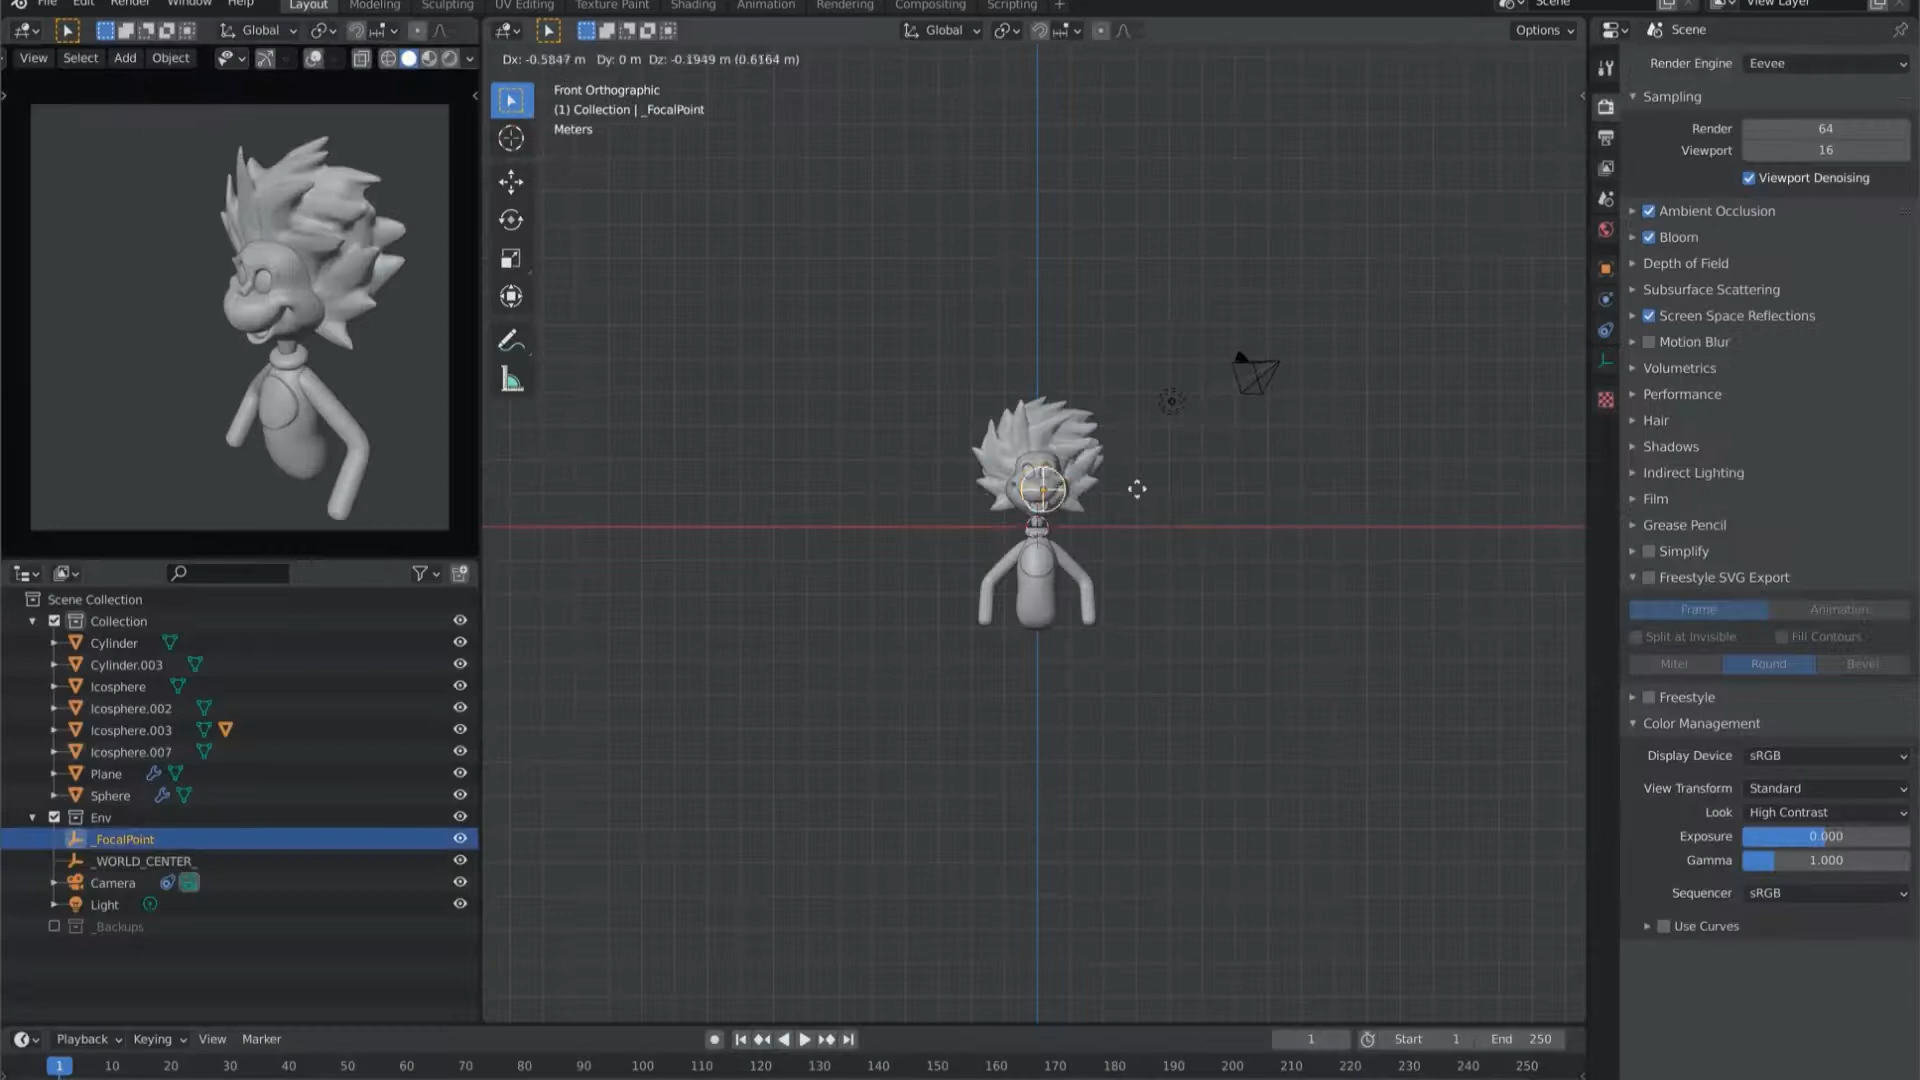 File Edit Render Window Help
Layout Modeling Sculpting UV Editing Texture Paint Shading Animation Rendering Compositing Scripting +
Scene
View Layer
Global
View Select Add Object
Global
Options
Dx: -0.5847 m Dy: 0 m Dz: -0.1949 m (0.6164 m)
Front Orthographic
(1) Collection | _FocalPoint
Meters
Scene Collection
Collection
Cylinder
Cylinder.003
Icosphere
Icosphere.002
Icosphere.003
Icosphere.007
Plane
Sphere
Env
_FocalPoint
_WORLD_CENTER_
Camera
Light
_Backups
Scene
Render Engine Eevee
Sampling
Render 64
Viewport 16
Viewport Denoising
Ambient Occlusion
Bloom
Depth of Field
Subsurface Scattering
Screen Space Reflections
Motion Blur
Volumetrics
Performance
Hair
Shadows
Indirect Lighting
Film
Grease Pencil
Simplify
Freestyle SVG Export
Frame Animation
Split at Invisible Fill Contours
Miter Round Bevel
Freestyle
Color Management
Display Device sRGB
View Transform Standard
Look High Contrast
Exposure 0.000
Gamma 1.000
Sequencer sRGB
Use Curves
Playback Keying View Marker
1 Start 1 End 250
1 10 20 30 40 50 60 70 80 90 100 110 120 130 140 150 160 170 180 190 200 210 220 230 240 250